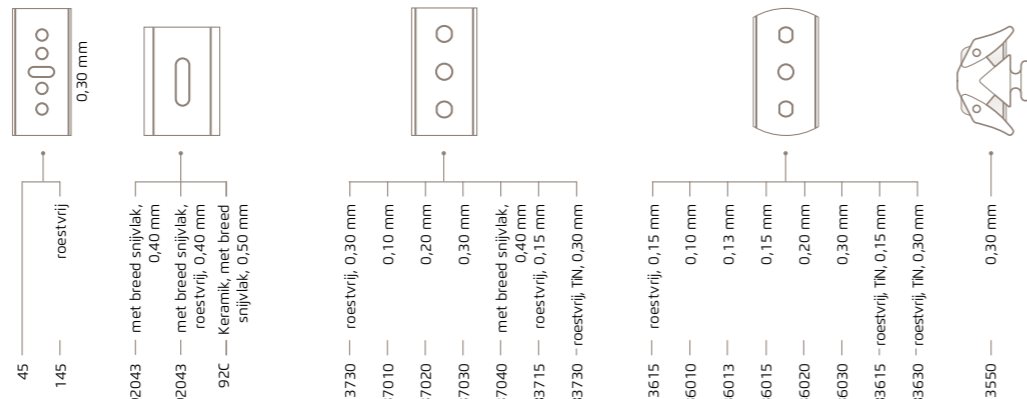 0,30 mm
45
145 roestvrij
2043 met breed snijvlak,
0,40 mm
2043 met breed snijvlak,
roestvrij, 0,40 mm
92C Keramik, met breed
snijvlak, 0,50 mm
3730 roestvrij, 0,30 mm
7010 0,10 mm
7020 0,20 mm
7030 0,30 mm
7040 met breed snijvlak,
0,40 mm
3715 roestvrij, 0,15 mm
3730 roestvrij, TiN, 0,30 mm
3615 roestvrij, 0,15 mm
6010 0,10 mm
6013 0,13 mm
6015 0,15 mm
6020 0,20 mm
6030 0,30 mm
3615 roestvrij, TiN, 0,15 mm
3630 roestvrij, TiN, 0,30 mm
3550 0,30 mm